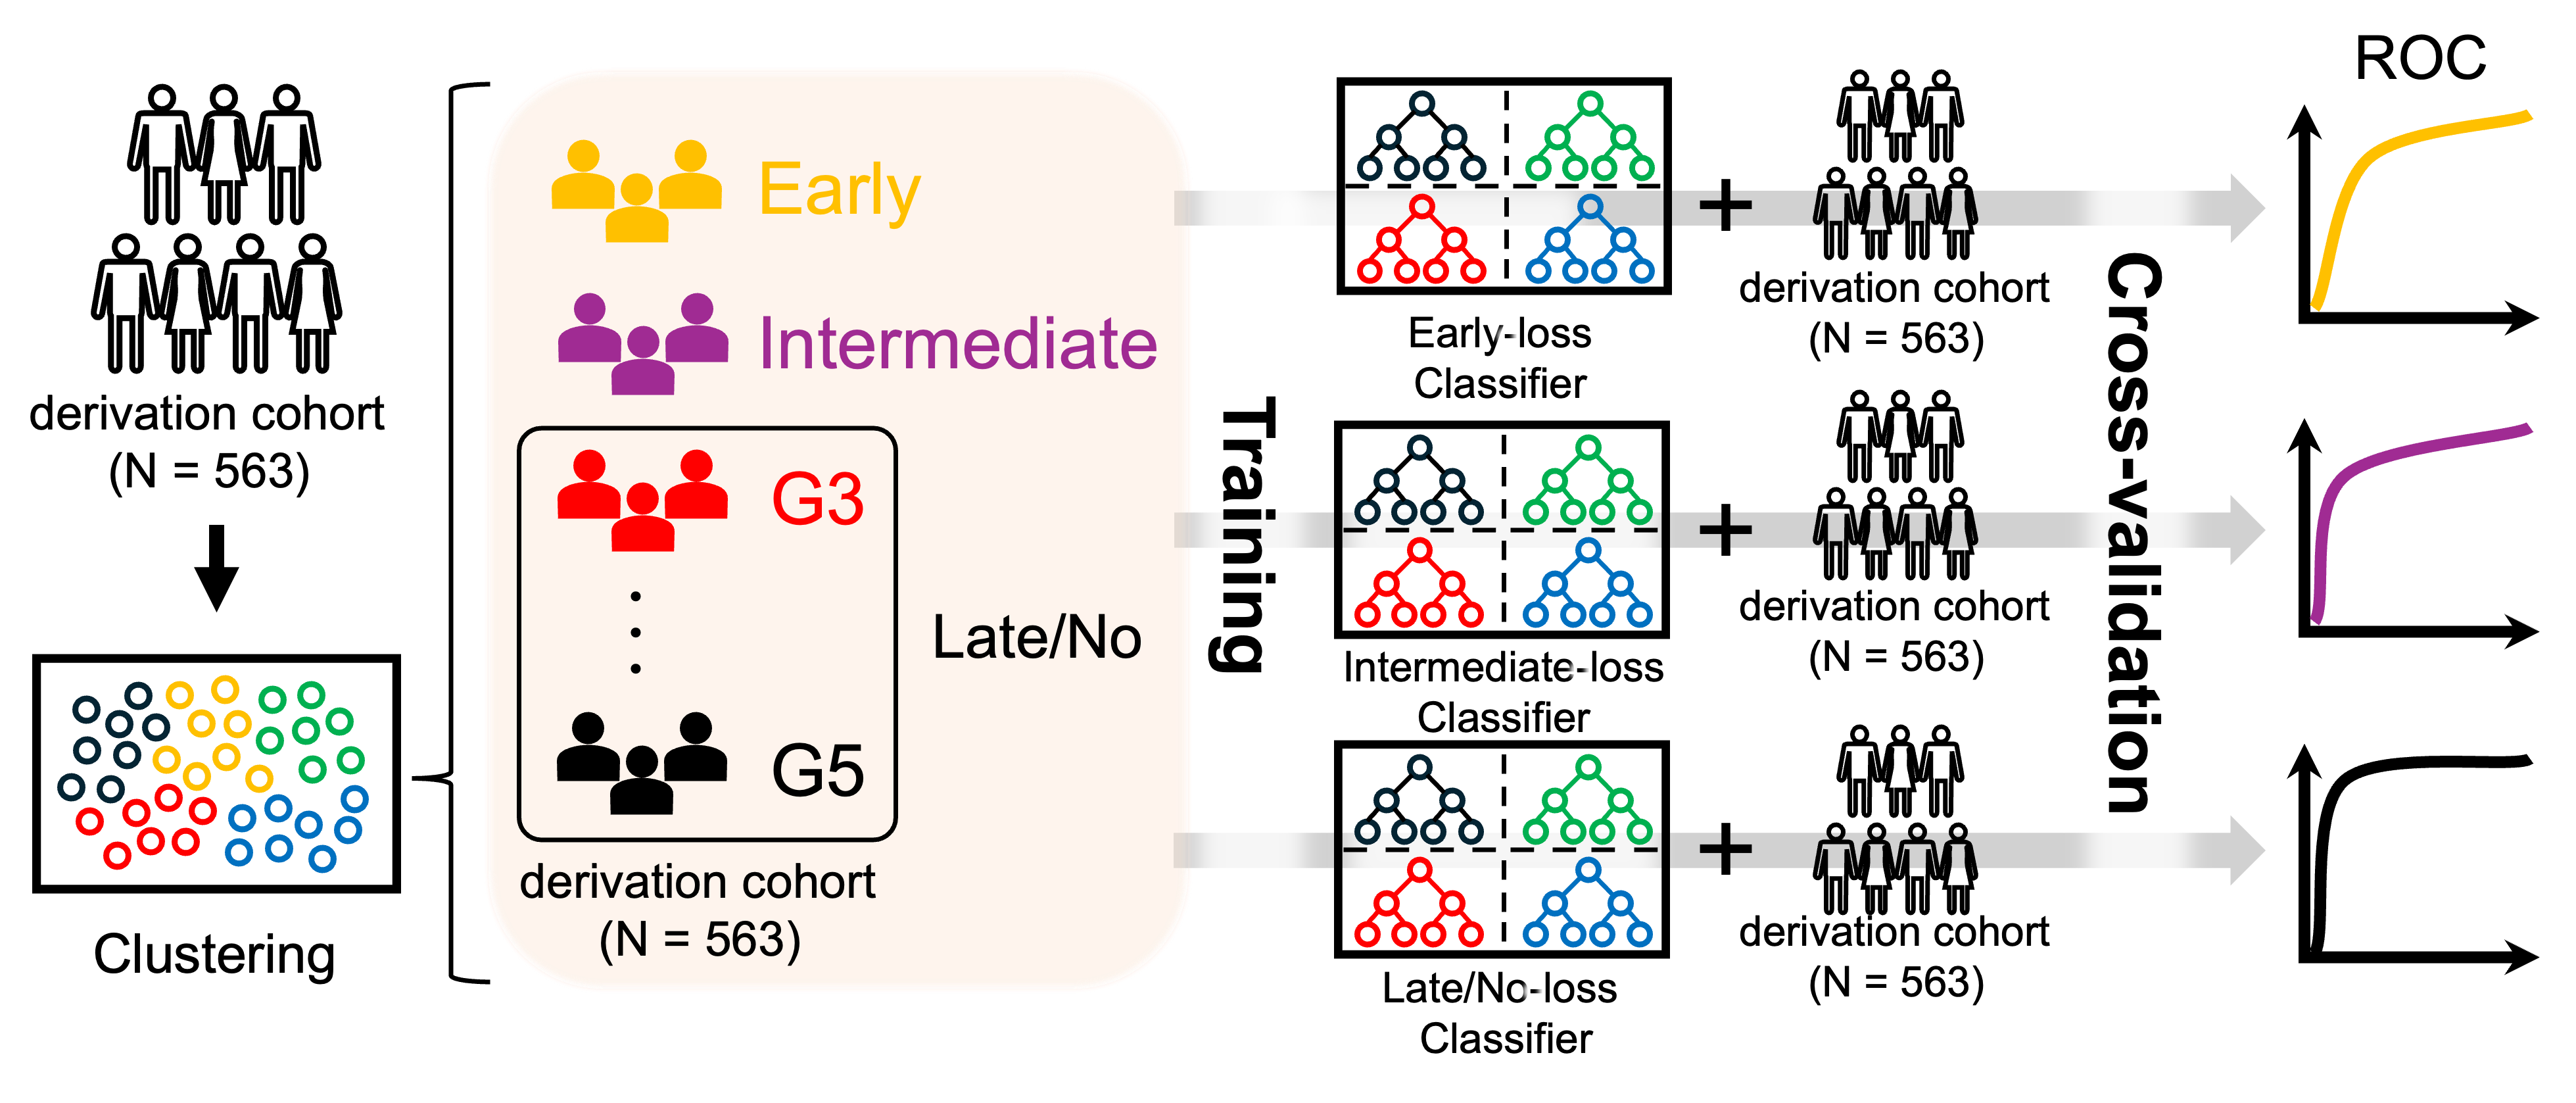 derivation cohort
(N = 563)
Clustering
Early
Intermediate
G3
G5
Late/No
derivation cohort
(N = 563)
Training
Early-loss
Classifier
Intermediate-loss
Classifier
Late/No-loss
Classifier
+
derivation cohort
(N = 563)
+
derivation cohort
(N = 563)
+
derivation cohort
(N = 563)
Cross-validation
ROC